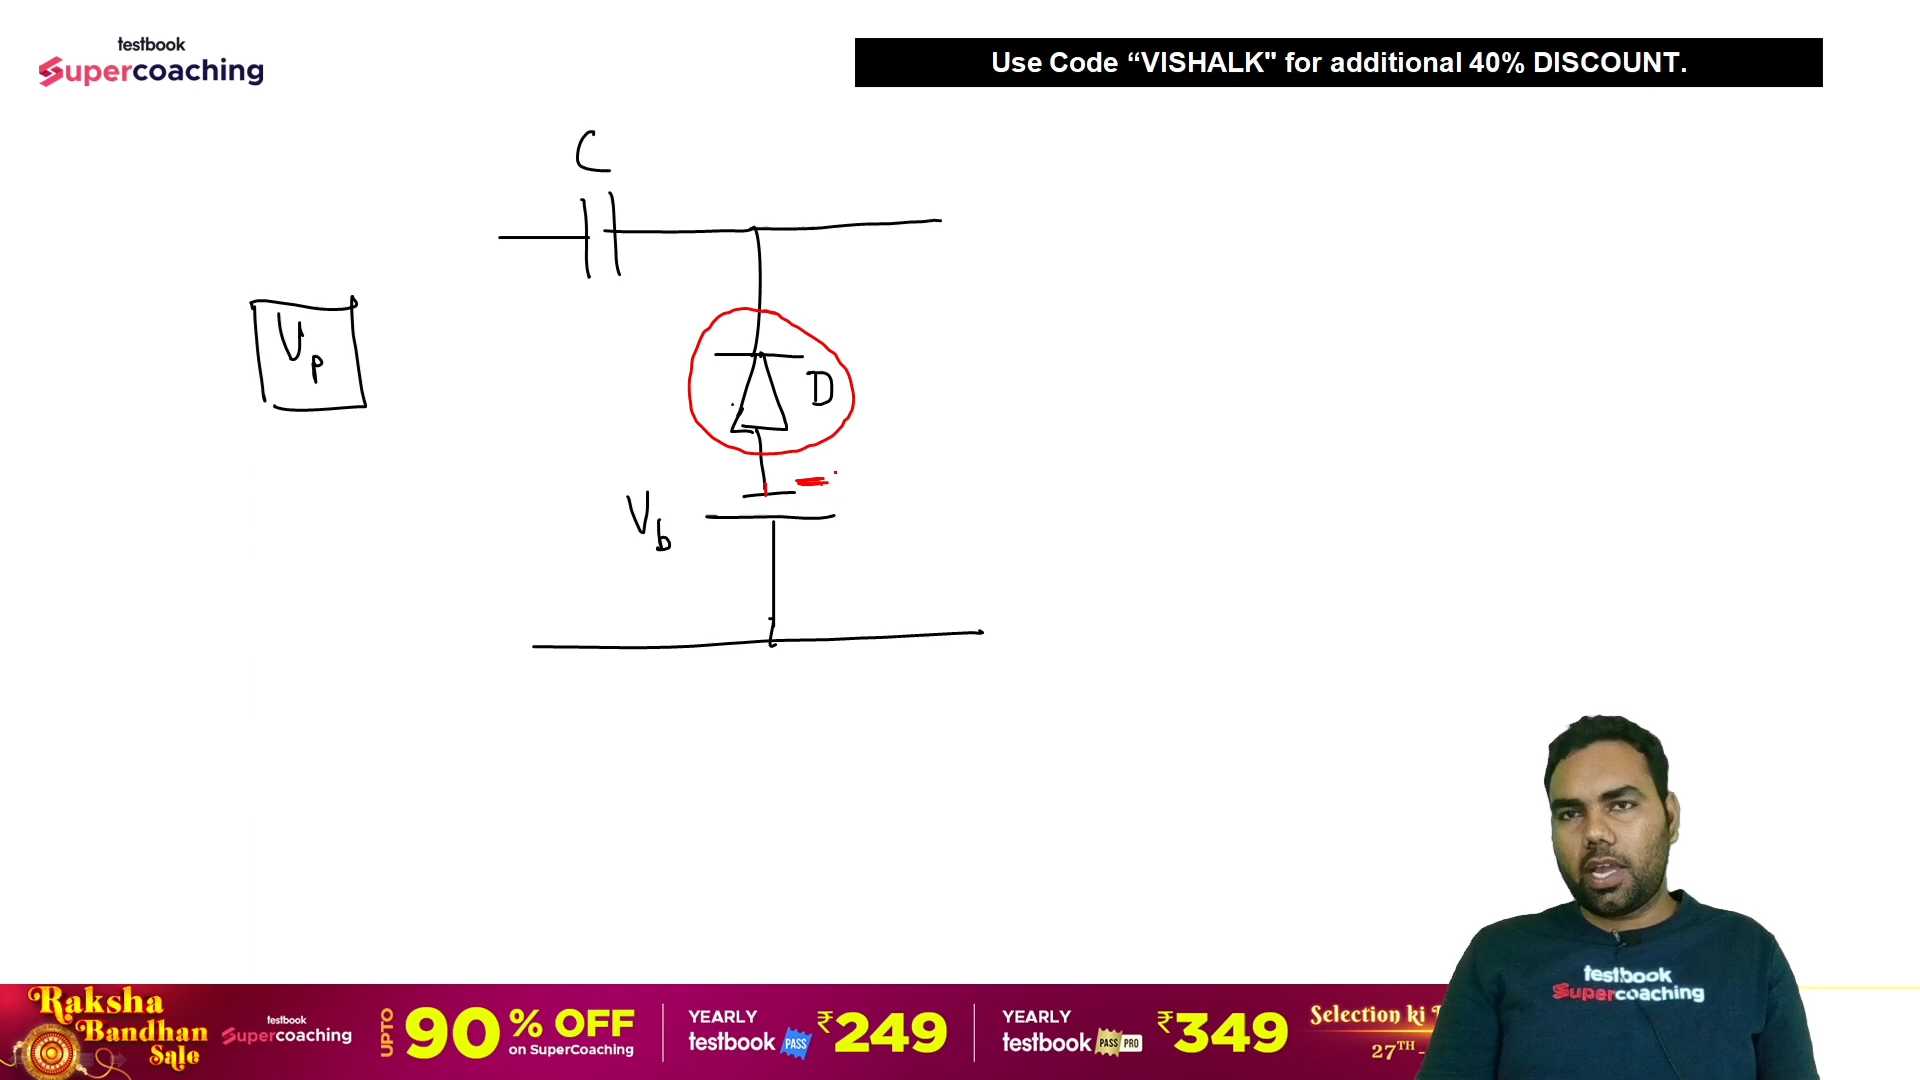 testbook
Supercoaching
Use Code “VISHALK" for additional 40% DISCOUNT.
C
Vp
D
Vb
testbook
Supercoaching
Raksha
Bandhan
Sale
testbook
Supercoaching
UPTO
90% OFF
on SuperCoaching
YEARLY
testbook PASS
₹249
YEARLY
testbook PASS PRO
₹349
Selection ki
27TH-